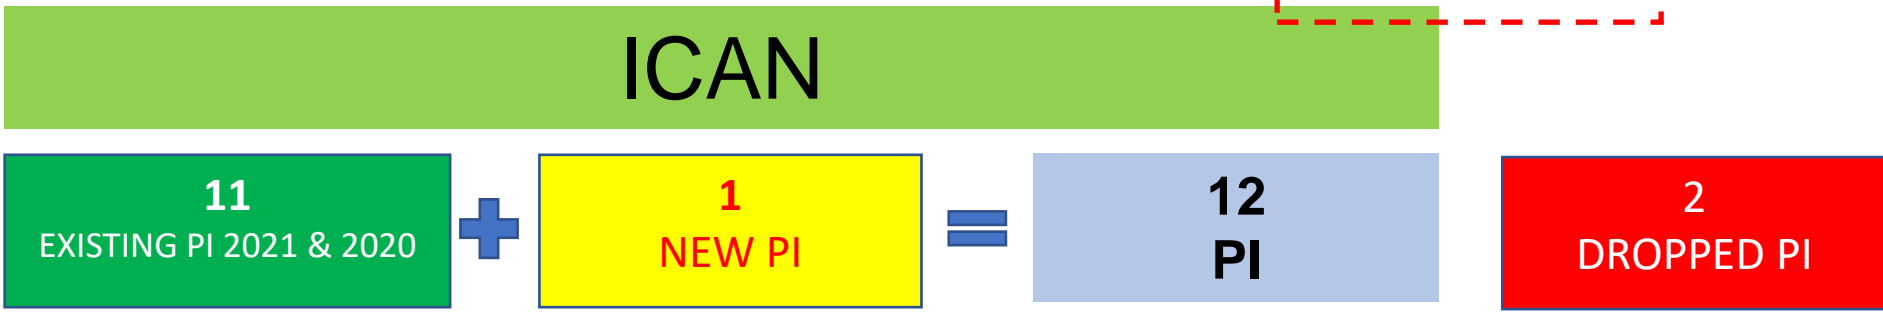 ICAN
11
EXISTING PI 2021 & 2020
1
NEW PI
12
PI
2
DROPPED PI